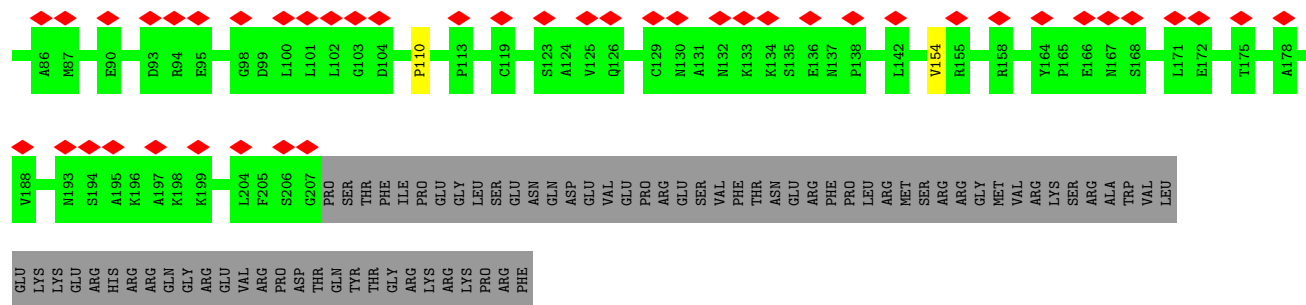 A86 M87 E90 D93 R94 E95 G98 D99 L100 L101 L102 G103 D104 P110 P113 C119 S123 A124 V125 Q126 C129 N130 A131 N132 K133 K134 S135 E136 N137 P138 L142 V154 R155 R158 Y164 P165 E166 N167 S168 L171 E172 T175 A178
V188 N193 S194 A195 K196 A197 K198 K199 L204 F205 S206 G207 PRO SER THR PHE ILE PRO GLU GLY LEU SER GLU ASN GLN ASP GLU VAL GLU PRO ARG GLU SER VAL PHE THR ASN GLU ARG PHE PRO LEU ARG MET SER ARG ARG GLY MET VAL ARG LYS SER ARG ALA TRP VAL LEU
GLU LYS LYS GLU ARG HIS ARG ARG GLN GLY ARG GLU VAL ARG PRO ASP THR GLN TYR THR THR GLY ARG LYS ARG LYS PRO ARG PHE